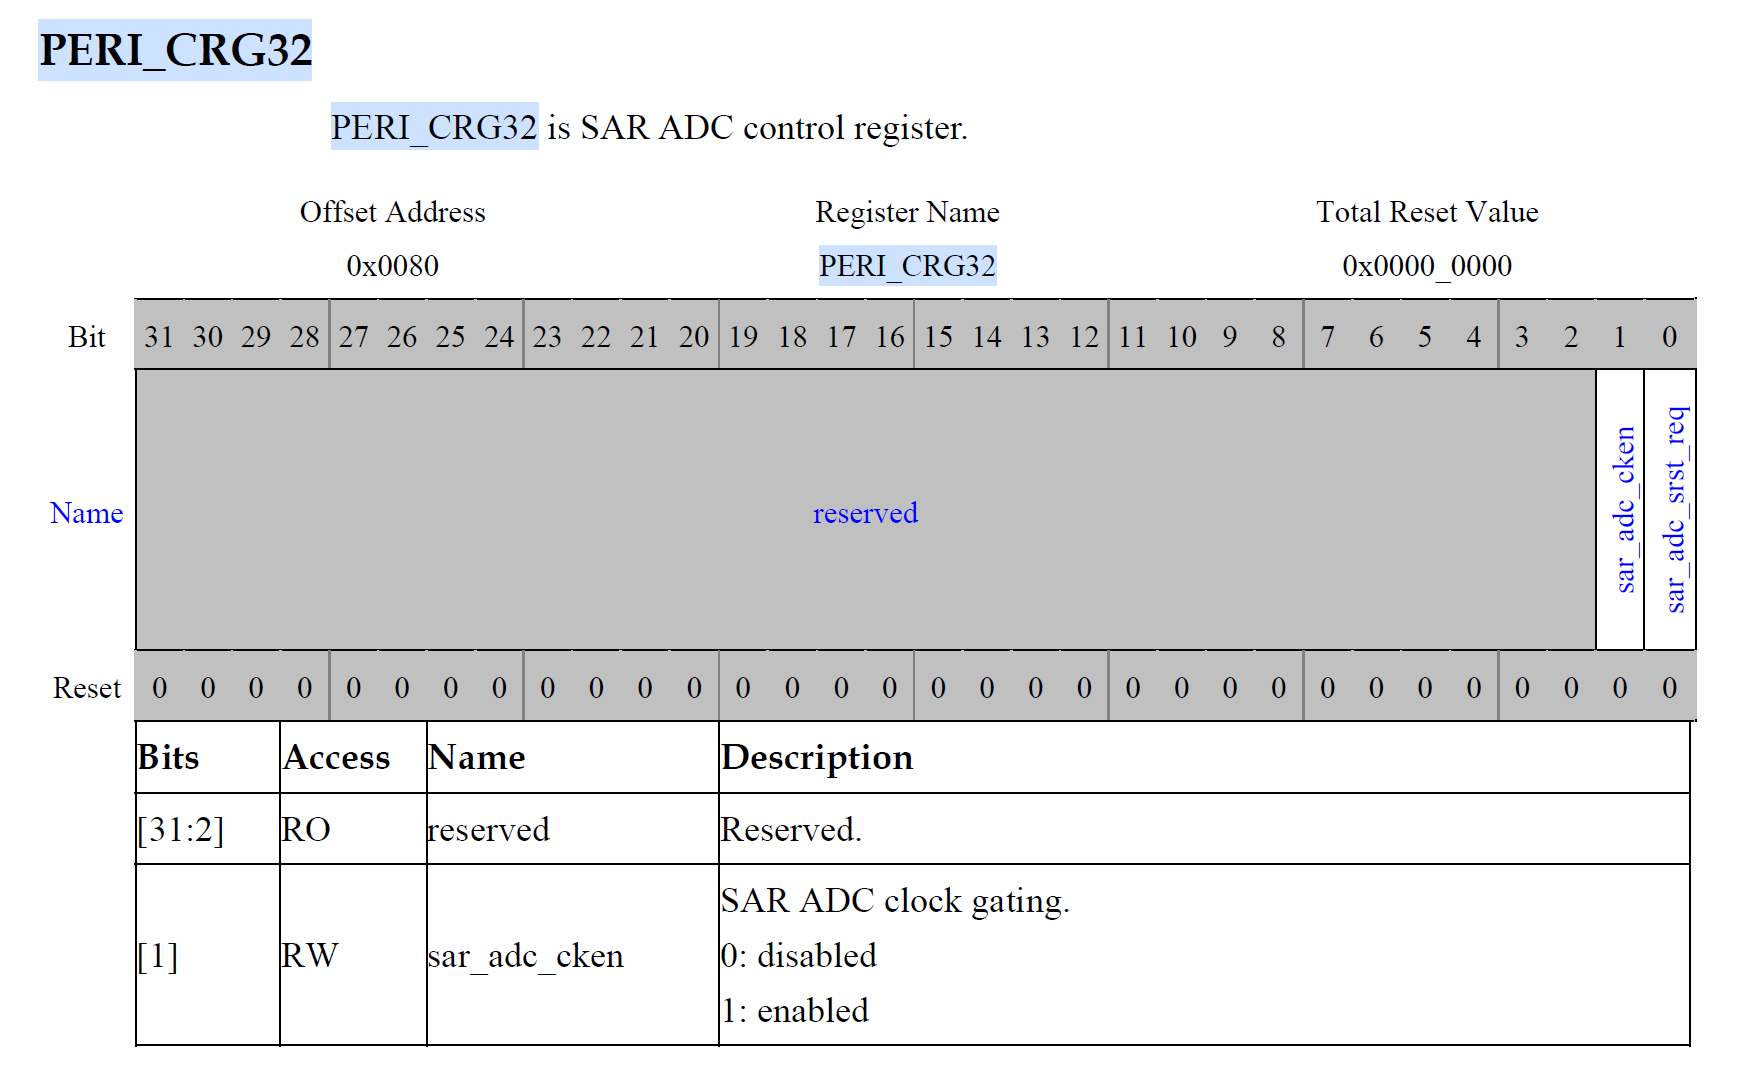 PERI_CRG32
PERI_CRG32 is SAR ADC control register.
Offset Address Register Name Total Reset Value
0x0080 PERI_CRG32 0x0000_0000
Bit 31 30 29 28 27 26 25 24 23 22 21 20 19 18 17 16 15 14 13 12 11 10 9 8 7 6 5 4 3 2 1 0
Name reserved sar_adc_cken sar_adc_srst_req
Reset 0 0 0 0 0 0 0 0 0 0 0 0 0 0 0 0 0 0 0 0 0 0 0 0 0 0 0 0 0 0 0 0
Bits Access Name Description
[31:2] RO reserved Reserved.
[1] RW sar_adc_cken SAR ADC clock gating.
0: disabled
1: enabled